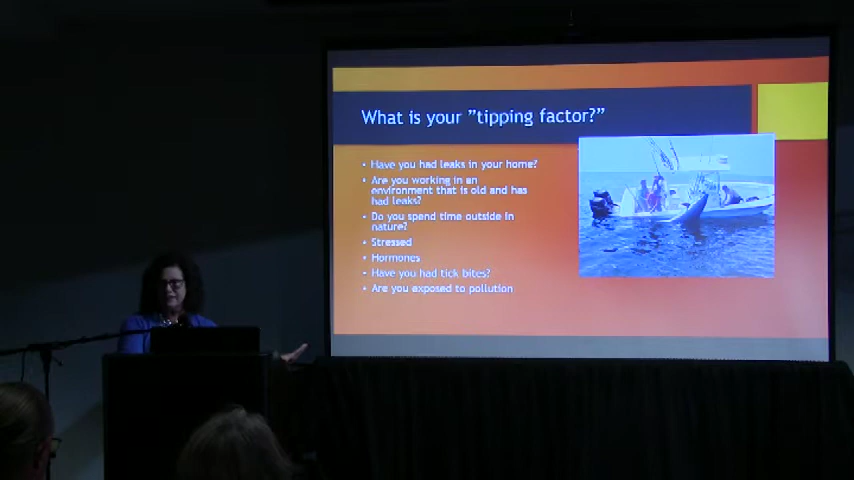 What is your "tipping factor?"
• Have you had leaks in your home?
• Are you working in an
environment that is old and has
had leaks?
• Do you spend time outside in
nature?
• Stressed
• Hormones
• Have you had tick bites?
• Are you exposed to pollution